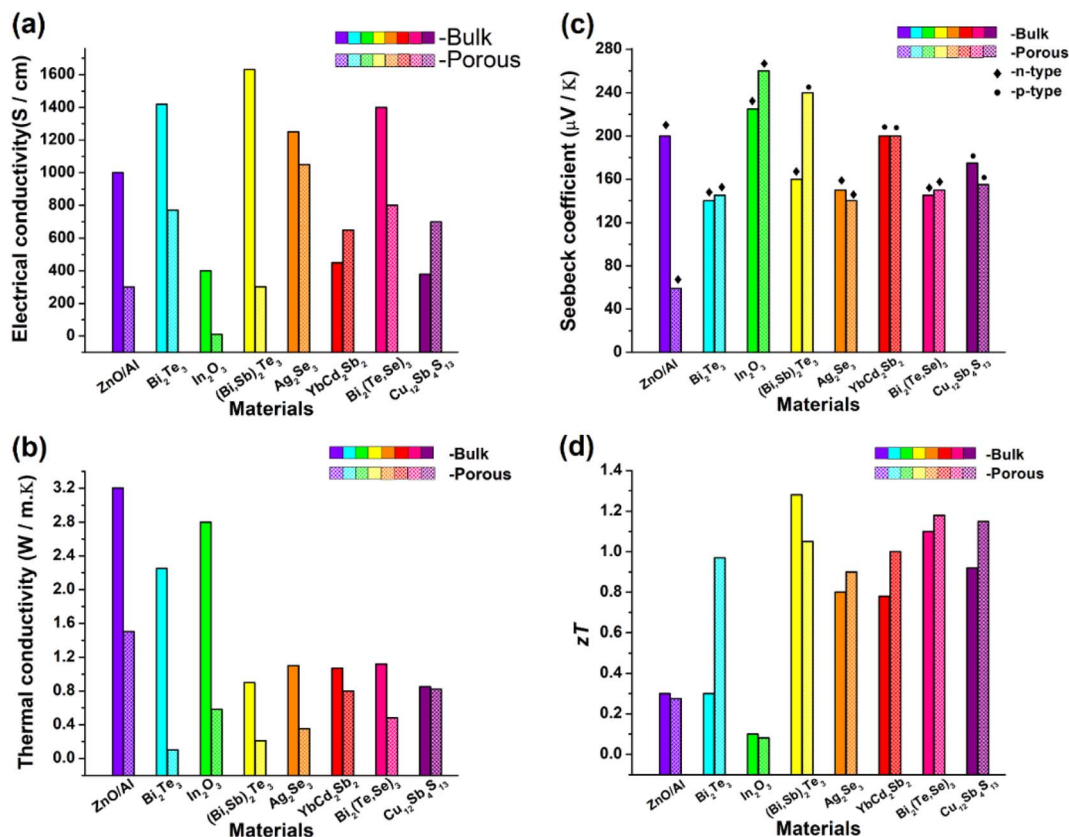 (a)
-Bulk
-Porous
Electrical conductivity(S / cm)
1600
1400
1200
1000
800
600
400
200
0
ZnO/Al
Bi₂Te₃
In₂O₃
(Bi,Sb)₂Te₃
Ag₂Se₃
YbCd₂Sb₂
Bi₂(Te,Se)₃
Cu₁₂Sb₄S₁₃
Materials
(c)
-Bulk
-Porous
♦ -n-type
● -p-type
Seebeck coefficient (μV / K)
280
240
200
160
120
80
40
0
ZnO/Al
Bi₂Te₃
In₂O₃
(Bi,Sb)₂Te₃
Ag₂Se₃
YbCd₂Sb₂
Bi₂(Te,Se)₃
Cu₁₂Sb₄S₁₃
Materials
(b)
-Bulk
-Porous
Thermal conductivity (W / m.K)
3.2
2.4
1.6
1.2
0.8
0.4
0.0
ZnO/Al
Bi₂Te₃
In₂O₃
(Bi,Sb)₂Te₃
Ag₂Se₃
YbCd₂Sb₂
Bi₂(Te,Se)₃
Cu₁₂Sb₄S₁₃
Materials
(d)
-Bulk
-Porous
zT
1.4
1.2
1.0
0.8
0.6
0.2
0.0
ZnO/Al
Bi₂Te₃
In₂O₃
(Bi,Sb)₂Te₃
Ag₂Se₃
YbCd₂Sb₂
Bi₂(Te,Se)₃
Cu₁₂Sb₄S₁₃
Materials